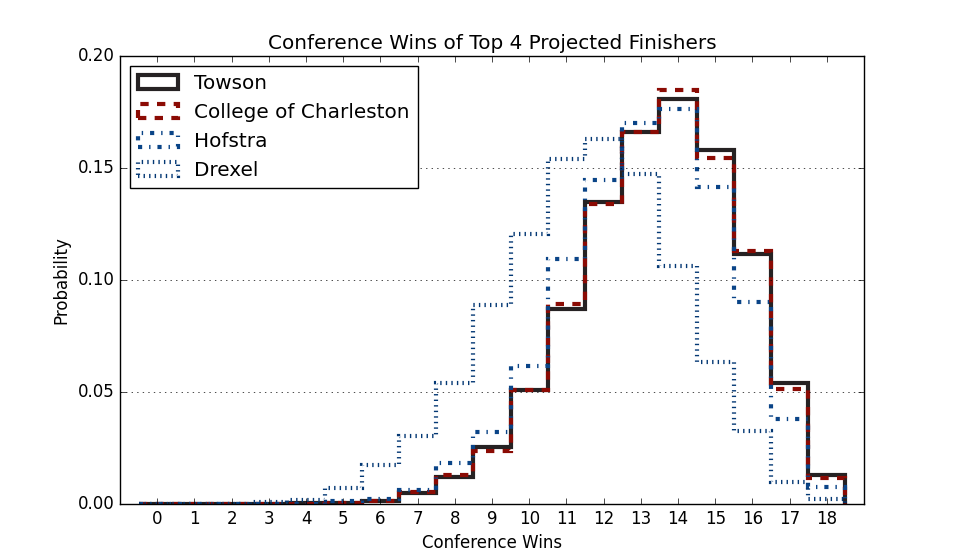 Conference Wins of Top 4 Projected Finishers
0.20
0.15
0.10
0.05
0.00
Probability
Towson
College of Charleston
Hofstra
Drexel
0 1 2 3 4 5 6 7 8 9 10 11 12 13 14 15 16 17 18
Conference Wins